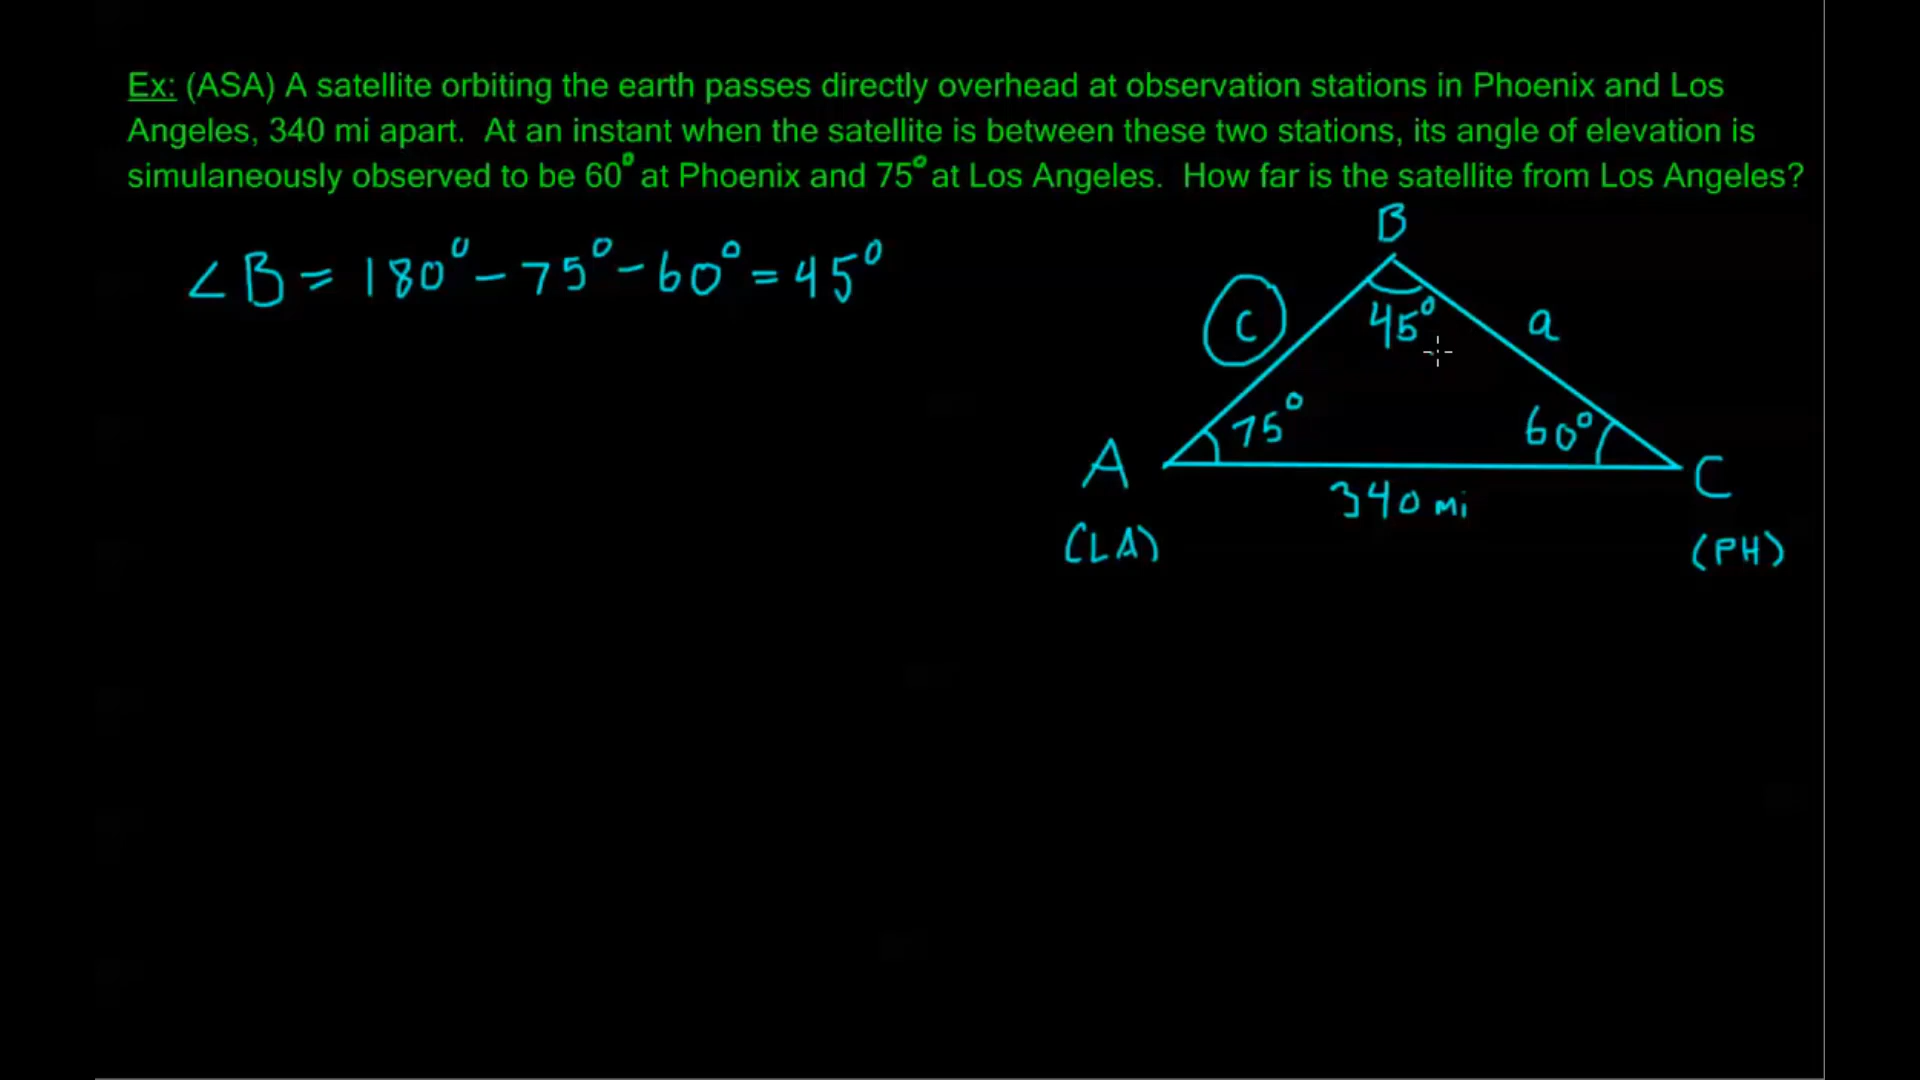 Ex: (ASA) A satellite orbiting the earth passes directly overhead at observation stations in Phoenix and Los
Angeles, 340 mi apart.  At an instant when the satellite is between these two stations, its angle of elevation is
simulaneously observed to be 60° at Phoenix and 75° at Los Angeles.  How far is the satellite from Los Angeles?
∠B = 180° - 75° - 60° = 45°
B
c
45°
a
75°
60°
A
C
340 mi
(LA)
(PH)